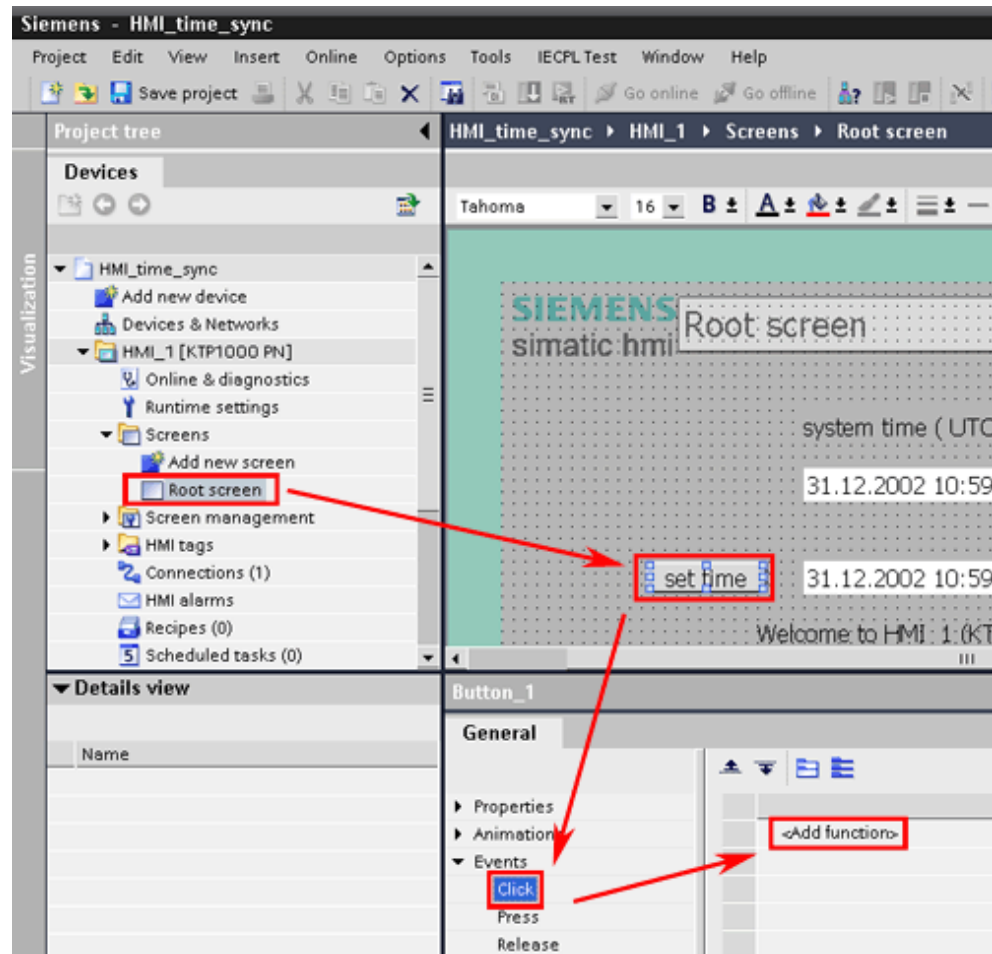 Siemens - HMI_time_sync
Project Edit View Insert Online Options Tools IECPL Test Window Help
Save project Go online Go offline
Project tree
HMI_time_sync HMI_1 Screens Root screen
Devices
Tahoma 16 B A
Visualization
HMI_time_sync
Add new device
Devices & Networks
HMI_1 [KTP1000 PN]
Online & diagnostics
Runtime settings
Screens
Add new screen
Root screen
Screen management
HMI tags
Connections (1)
HMI alarms
Recipes (0)
Scheduled tasks (0)
SIEMENS
simatic hmi
Root screen
system time ( UTC
31.12.2002 10:59
set time
31.12.2002 10:59
Welcome to HMI_1 (KT
Details view
Name
Button_1
General
Properties
Animation
Events
Click
Press
Release
<Add function>